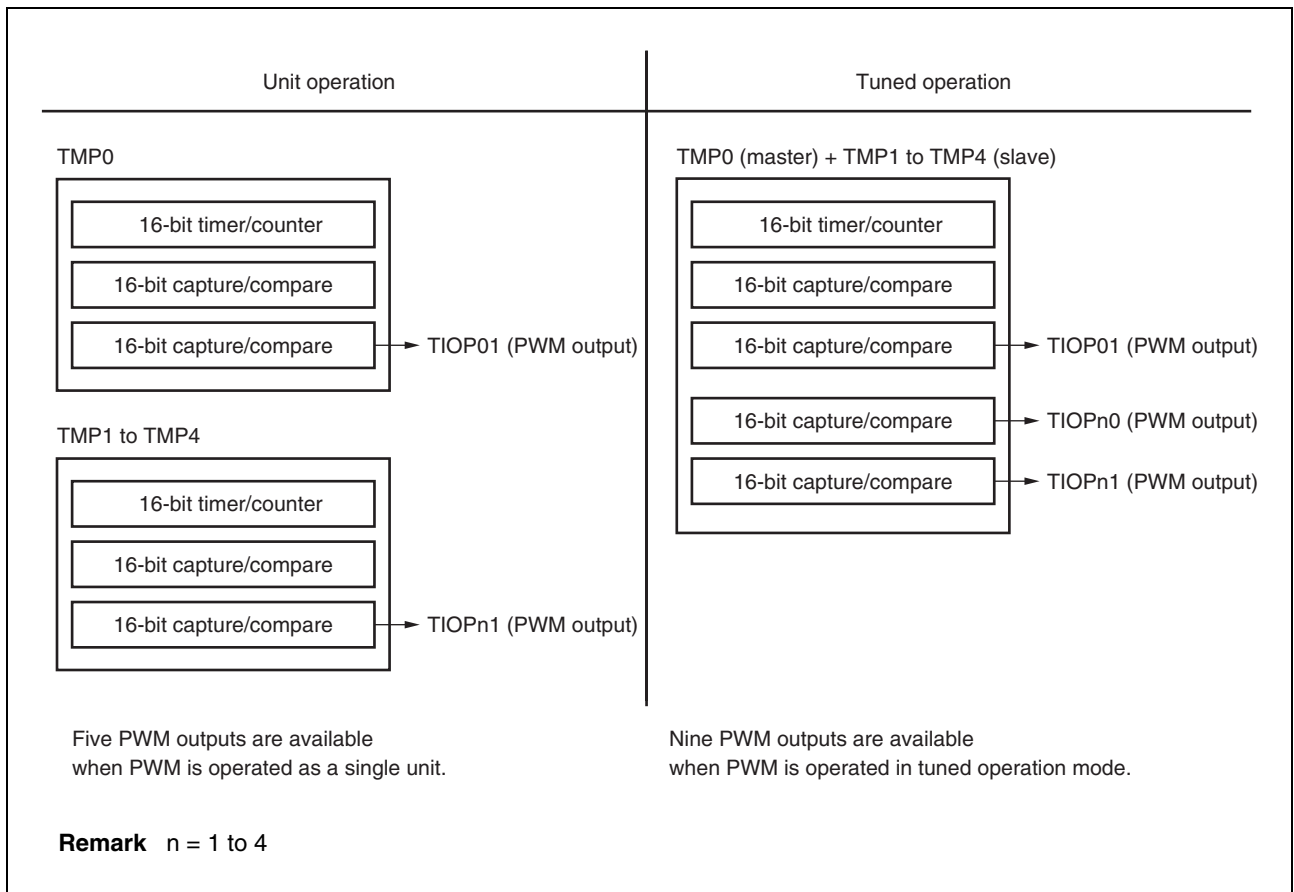 Unit operation
TMP0
16-bit timer/counter
16-bit capture/compare
16-bit capture/compare
TIOP01 (PWM output)
TMP1 to TMP4
16-bit timer/counter
16-bit capture/compare
16-bit capture/compare
TIOPn1 (PWM output)
Five PWM outputs are available
when PWM is operated as a single unit.
Tuned operation
TMP0 (master) + TMP1 to TMP4 (slave)
16-bit timer/counter
16-bit capture/compare
16-bit capture/compare
TIOP01 (PWM output)
16-bit capture/compare
TIOPn0 (PWM output)
16-bit capture/compare
TIOPn1 (PWM output)
Nine PWM outputs are available
when PWM is operated in tuned operation mode.
Remark n = 1 to 4